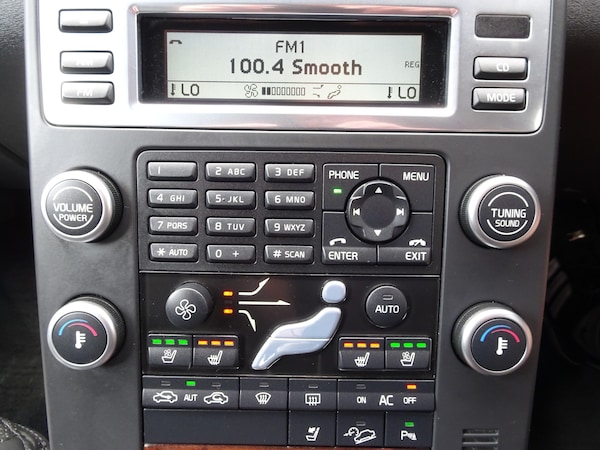 FM1
100.4 Smooth
REG
LO
LO
FM
CD
MODE
1
2 ABC
3 DEF
4 GHI
5 JKL
6 MNO
7 PQRS
8 TUV
9 WXYZ
* AUTO
0 +
# SCAN
PHONE
MENU
ENTER
EXIT
VOLUME
POWER
TUNING
SOUND
AUTO
AUT
ON
AC
OFF